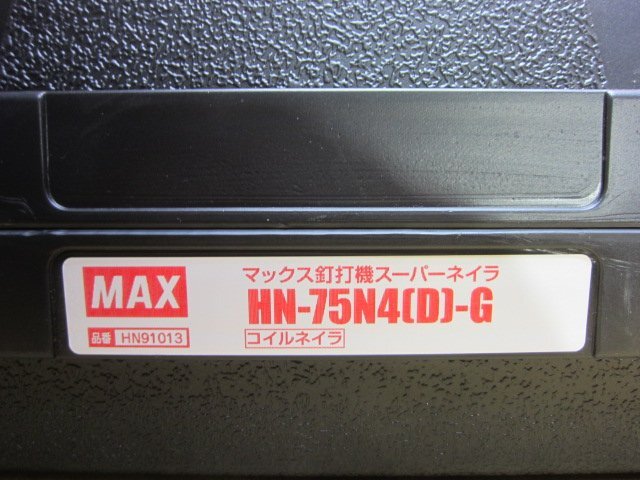 MAX
品番 HN91013
マックス釘打機スーパーネイラ
HN-75N4(D)-G
コイルネイラ